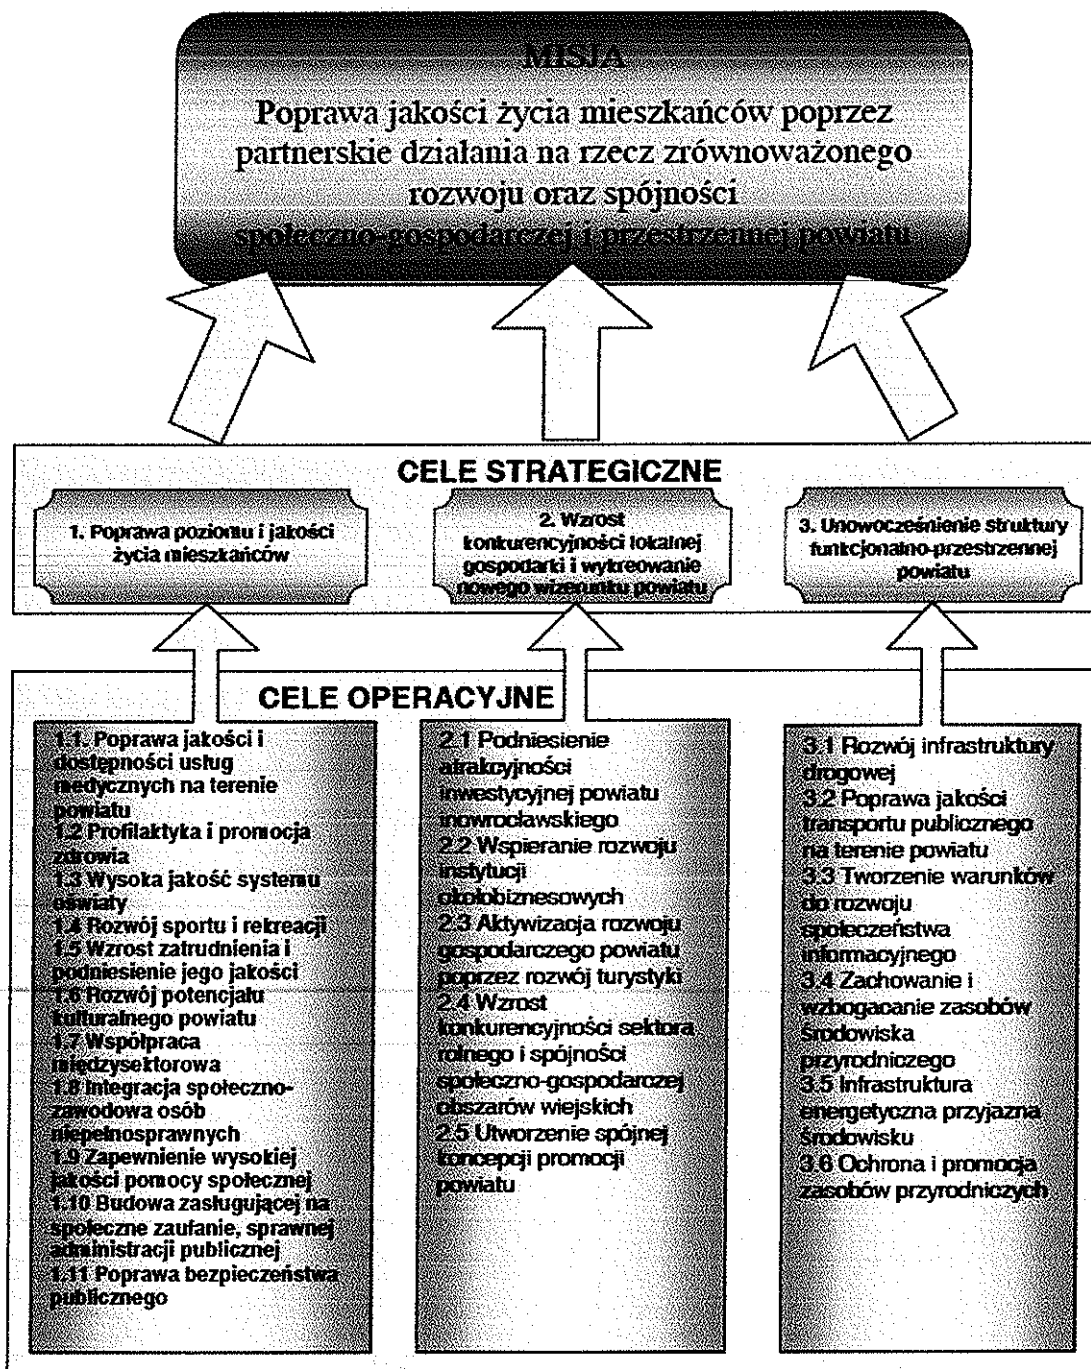 MISJA
Poprawa jakości życia mieszkańców poprzez
partnerskie działania na rzecz zrównoważonego
rozwoju oraz spójności
społeczno-gospodarczej i przestrzennej powiatu
CELE STRATEGICZNE
1. Poprawa poziomu i jakości
życia mieszkańców
2. Wzrost
konkurencyjności lokalnej
gospodarki i wykreowanie
nowego wizerunku powiatu
3. Unowocześnienie struktury
funkcjonalno-przestrzennej
powiatu
CELE OPERACYJNE
1.1. Poprawa jakości i
dostępności usług
medycznych na terenie
powiatu
1.2 Profilaktyka i promocja
zdrowia
1.3 Wysoka jakość systemu
oświaty
1.4 Rozwój sportu i rekreacji
1.5 Wzrost zatrudnienia i
podniesienie jego jakości
1.6 Rozwój potencjału
kulturalnego powiatu
1.7 Współpraca
międzysektorowa
1.8 Integracja społeczno-
zawodowa osób
niepełnosprawnych
1.9 Zapewnienie wysokiej
jakości pomocy społecznej
1.10 Budowa zasługującej na
społeczne zaufanie, sprawnej
administracji publicznej
1.11 Poprawa bezpieczeństwa
publicznego
2.1 Podniesienie
atrakcyjności
inwestycyjnej powiatu
inowrocławskiego
2.2 Wspieranie rozwoju
instytucji
okołobiznesowych
2.3 Aktywizacja rozwoju
gospodarczego powiatu
poprzez rozwój turystyki
2.4 Wzrost
konkurencyjności sektora
rolnego i spójności
społeczno-gospodarczej
obszarów wiejskich
2.5 Utworzenie spójnej
koncepcji promocji
powiatu
3.1 Rozwój infrastruktury
drogowej
3.2 Poprawa jakości
transportu publicznego
na terenie powiatu
3.3 Tworzenie warunków
do rozwoju
społeczeństwa
informacyjnego
3.4 Zachowanie i
wzbogacanie zasobów
środowiska
przyrodniczego
3.5 Infrastruktura
energetyczna przyjazna
środowisku
3.6 Ochrona i promocja
zasobów przyrodniczych